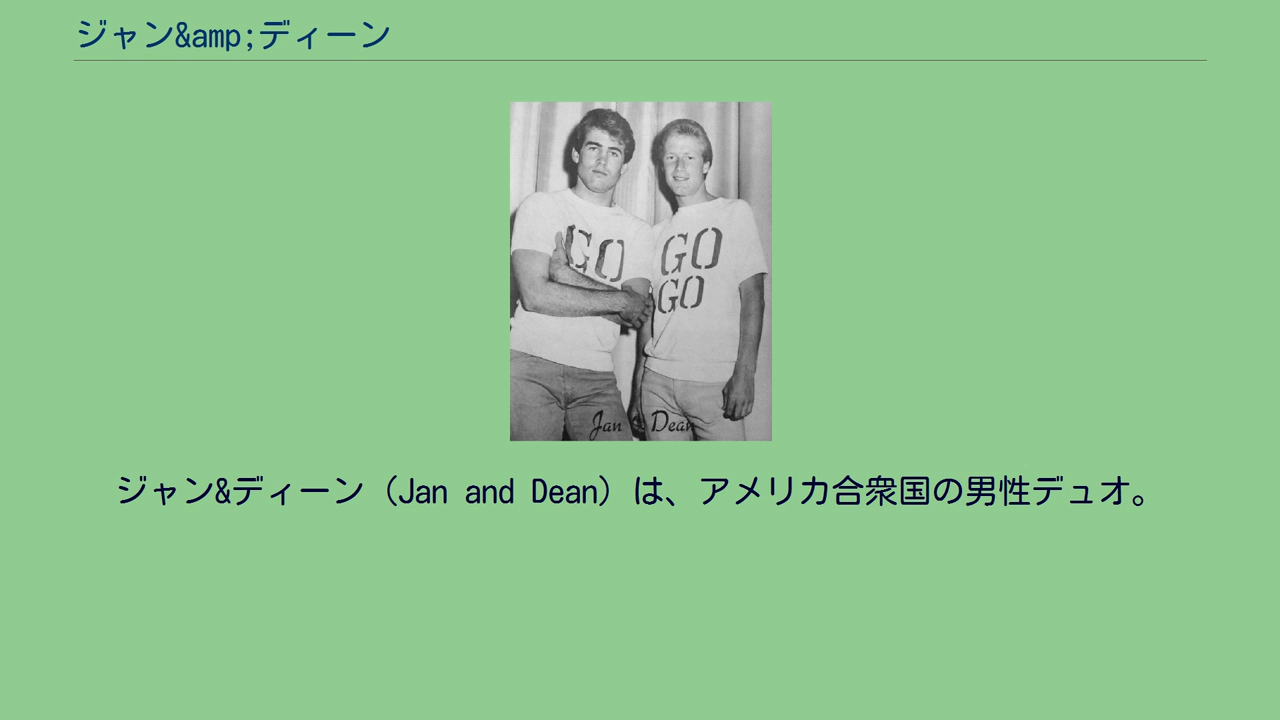 ジャン&amp;ディーン
GO GO
GO
Jan & Dean
ジャン&ディーン（Jan and Dean）は、アメリカ合衆国の男性デュオ。